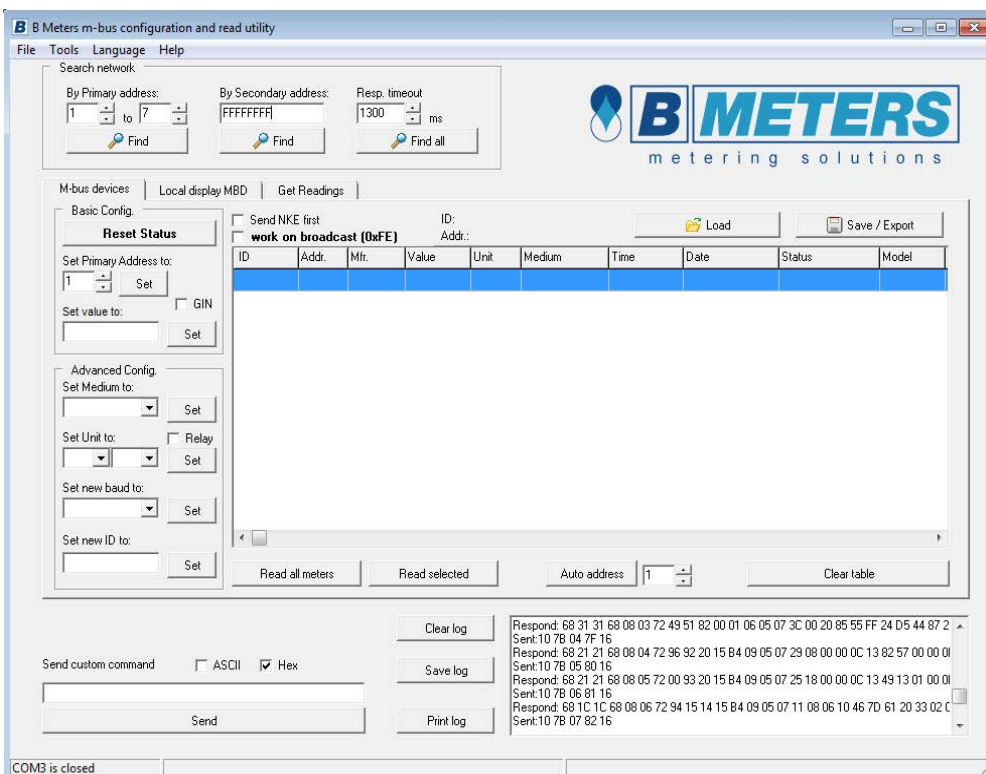 B Meters m-bus configuration and read utility
File Tools Language Help
Search network
By Primary address: By Secondary address: Resp. timeout
1 to 7 FFFFFFFF 1300 ms
Find Find Find all
B METERS
metering solutions
M-bus devices Local display MBD Get Readings
Basic Config.
Reset Status
Send NKE first ID:
work on broadcast (0xFE) Addr.:
Load Save / Export
Set Primary Address to:
1 Set
GIN
Set value to:
Set
ID Addr. Mfr. Value Unit Medium Time Date Status Model
Advanced Config.
Set Medium to:
Set
Set Unit to: Relay
Set
Set new baud to:
Set
Set new ID to:
Set
Read all meters Read selected Auto address 1 Clear table
Clear log
Save log
Print log
Respond: 68 31 31 68 08 03 72 49 51 82 00 01 06 05 07 3C 00 20 85 55 FF 24 D5 44 87 2
Sent:10 7B 04 7F 16
Respond: 68 21 21 68 08 04 72 96 92 20 15 B4 09 05 07 29 08 00 00 0C 13 82 57 00 00
Sent:10 7B 05 80 16
Respond: 68 21 21 68 08 05 72 00 93 20 15 B4 09 05 07 25 18 00 00 0C 13 49 13 01 00
Sent:10 7B 06 81 16
Respond: 68 1C 1C 68 08 06 72 94 15 14 15 B4 09 05 07 11 08 06 10 46 7D 61 20 33 02
Sent:10 7B 07 82 16
Send custom command ASCII Hex
Send
COM3 is closed